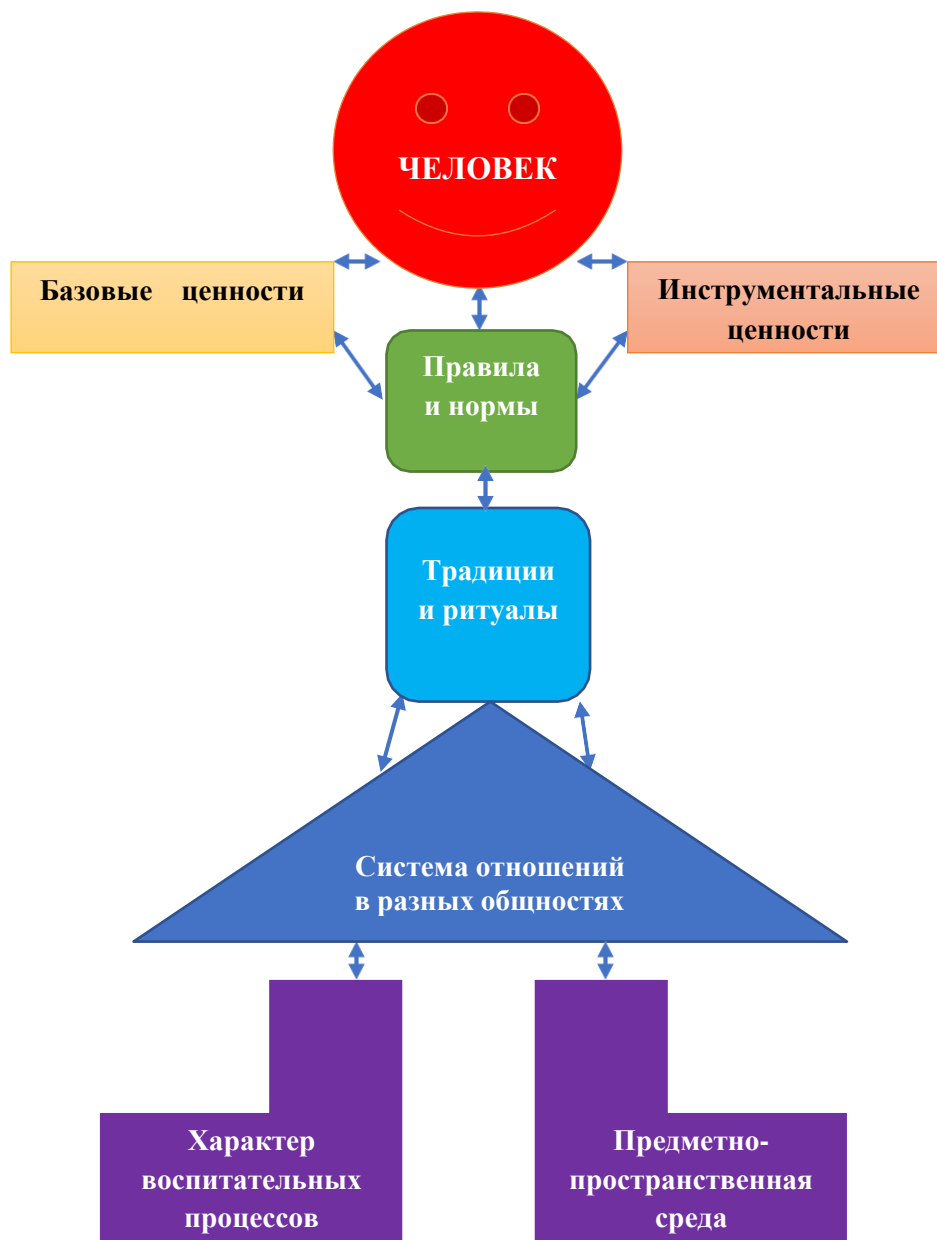 ЧЕЛОВЕК
Базовые ценности
Инструментальные
ценности
Правила
и нормы
Традиции
и ритуалы
Система отношений
в разных общностях
Характер
воспитательных
процессов
Предметно-
пространственная
среда